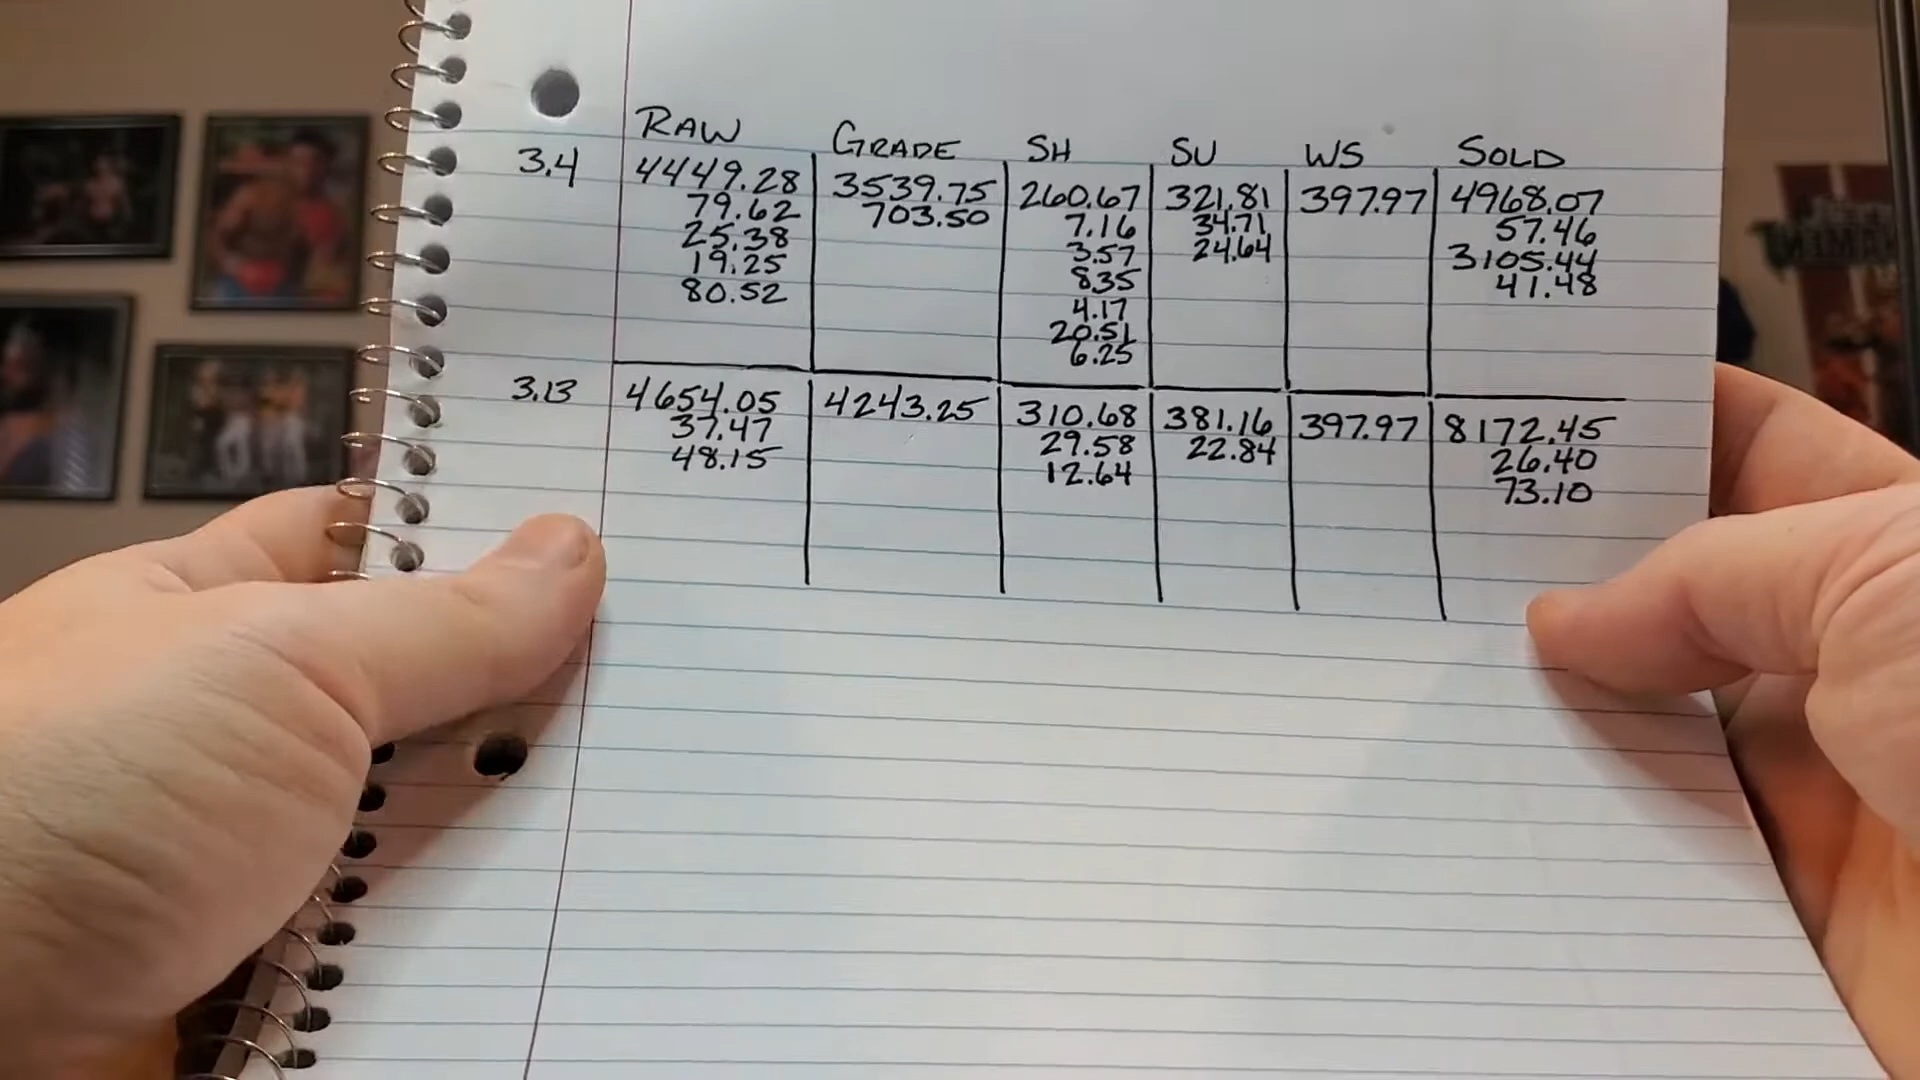 RAW GRADE SH SU WS SOLD
3.4 4449.28 3539.75 260.67 321.81 397.97 4968.07
79.62 703.50 7.16 34.71 57.46
25.38 3.57 24.64 3105.44
19.25 8.35 41.48
80.52 4.17
20.51
6.25
3.13 4654.05 4243.25 310.68 381.16 397.97 8172.45
37.47 29.58 22.84 26.40
48.15 12.64 73.10